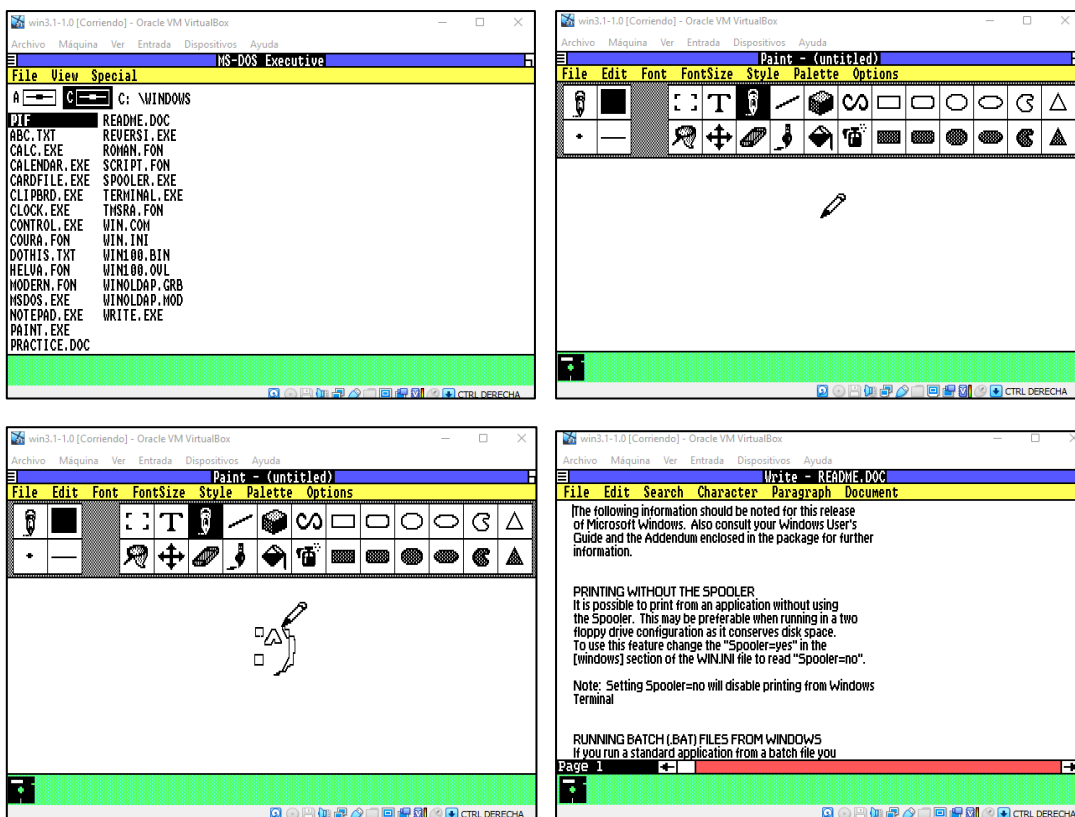 win3.1-1.0 [Corriendo] - Oracle VM VirtualBox
Archivo Máquina Ver Entrada Dispositivos Ayuda
MS-DOS Executive
File View Special
A C C: \WINDOWS
PIF README.DOC
ABC.TXT REVERSI.EXE
CALC.EXE ROMAN.FON
CALENDAR.EXE SCRIPT.FON
CARDFILE.EXE SPOOLER.EXE
CLIPBRD.EXE TERMINAL.EXE
CLOCK.EXE TMSRA.FON
CONTROL.EXE WIN.COM
COURA.FON WIN.INI
DOTHIS.TXT WIN100.BIN
HELVA.FON WIN100.OVL
MODERN.FON WINOLDAP.GRB
MSDOS.EXE WINOLDAP.MOD
NOTEPAD.EXE WRITE.EXE
PAINT.EXE
PRACTICE.DOC
CTRL DERECHA
win3.1-1.0 [Corriendo] - Oracle VM VirtualBox
Archivo Máquina Ver Entrada Dispositivos Ayuda
Paint - (untitled)
File Edit Font FontSize Style Palette Options
T
CTRL DERECHA
win3.1-1.0 [Corriendo] - Oracle VM VirtualBox
Archivo Máquina Ver Entrada Dispositivos Ayuda
Paint - (untitled)
File Edit Font FontSize Style Palette Options
T
CTRL DERECHA
win3.1-1.0 [Corriendo] - Oracle VM VirtualBox
Archivo Máquina Ver Entrada Dispositivos Ayuda
Write - README.DOC
File Edit Search Character Paragraph Document
The following information should be noted for this release
of Microsoft Windows. Also consult your Windows User's
Guide and the Addendum enclosed in the package for further
information.
PRINTING WITHOUT THE SPOOLER
It is possible to print from an application without using
the Spooler. This may be preferable when running in a two
floppy drive configuration as it conserves disk space.
To use this feature change the "Spooler=yes" in the
[windows] section of the WIN.INI file to read "Spooler=no".
Note: Setting Spooler=no will disable printing from Windows
Terminal
RUNNING BATCH (.BAT) FILES FROM WINDOWS
If you run a standard application from a batch file you
Page 1
CTRL DERECHA